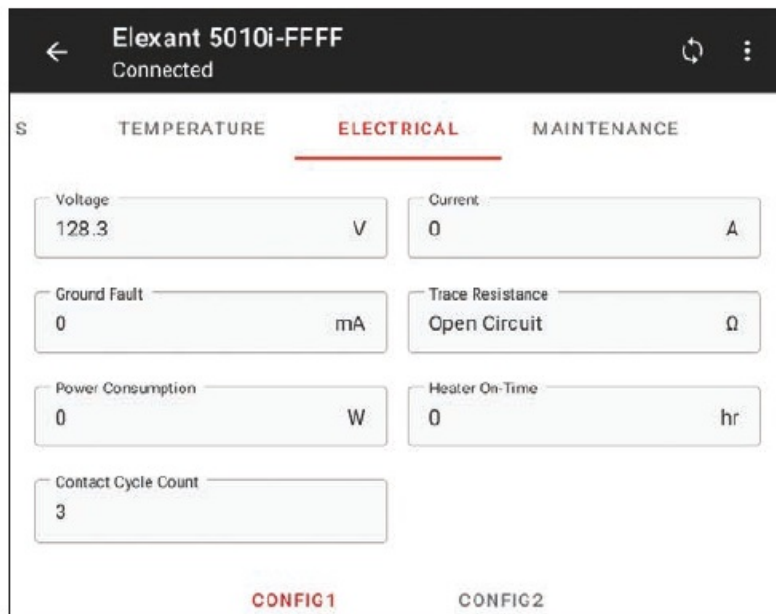 Elexant 5010i-FFFF
Connected
S TEMPERATURE ELECTRICAL MAINTENANCE
Voltage Current
128.3 V 0 A
Ground Fault Trace Resistance
0 mA Open Circuit Ω
Power Consumption Heater On-Time
0 W 0 hr
Contact Cycle Count
3
CONFIG1 CONFIG2